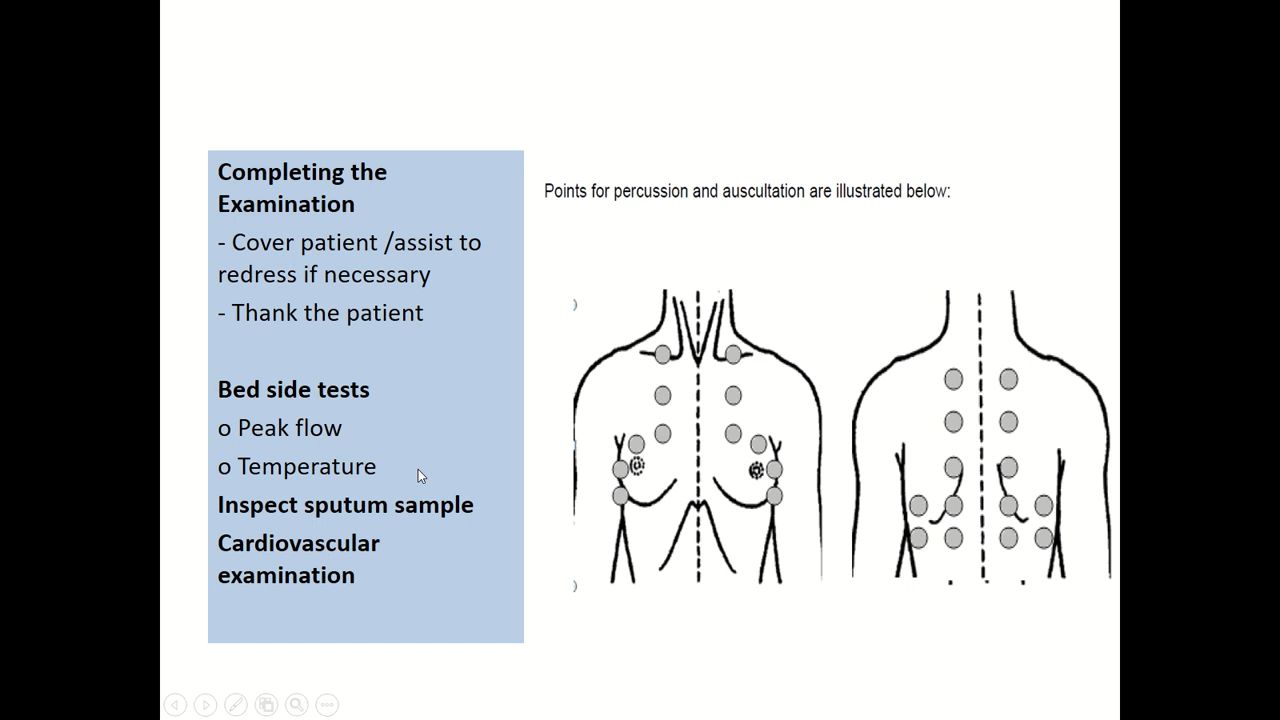 Completing the
Examination
- Cover patient /assist to
redress if necessary
- Thank the patient
Bed side tests
o Peak flow
o Temperature
Inspect sputum sample
Cardiovascular
examination
Points for percussion and auscultation are illustrated below: